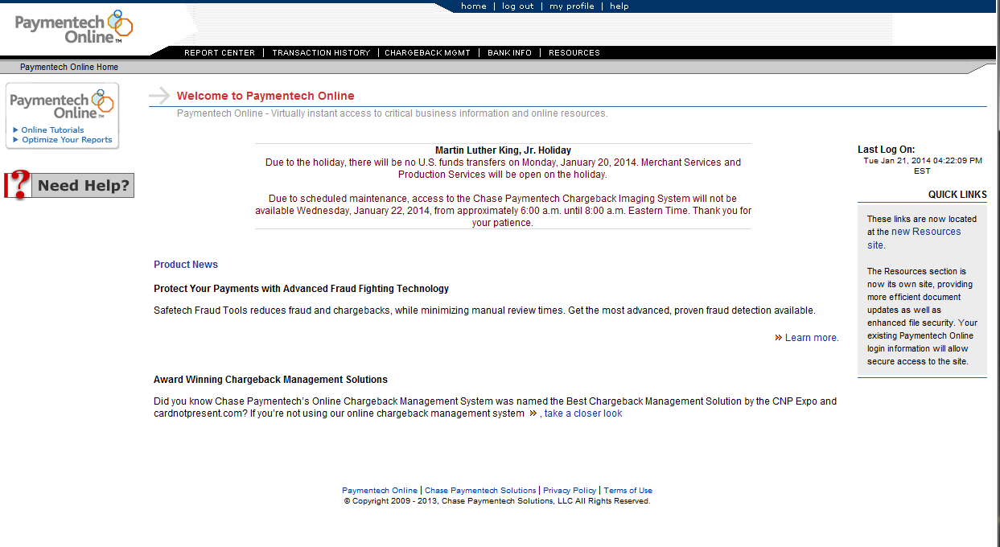 home | log out | my profile | help
Paymentech
Online™
REPORT CENTER | TRANSACTION HISTORY | CHARGEBACK MGMT | BANK INFO | RESOURCES
Paymentech Online Home
Paymentech
Online™
Online Tutorials
Optimize Your Reports
? Need Help?
Welcome to Paymentech Online
Paymentech Online - Virtually instant access to critical business information and online resources.
Martin Luther King, Jr. Holiday
Due to the holiday, there will be no U.S. funds transfers on Monday, January 20, 2014. Merchant Services and
Production Services will be open on the holiday.
Due to scheduled maintenance, access to the Chase Paymentech Chargeback Imaging System will not be
available Wednesday, January 22, 2014, from approximately 6:00 a.m. until 8:00 a.m. Eastern Time. Thank you for
your patience.
Product News
Protect Your Payments with Advanced Fraud Fighting Technology
Safetech Fraud Tools reduces fraud and chargebacks, while minimizing manual review times. Get the most advanced, proven fraud detection available.
Learn more.
Award Winning Chargeback Management Solutions
Did you know Chase Paymentech's Online Chargeback Management System was named the Best Chargeback Management Solution by the CNP Expo and
cardnotpresent.com? If you're not using our online chargeback management system , take a closer look
Last Log On:
Tue Jan 21, 2014 04:22:09 PM
EST
QUICK LINKS
These links are now located
at the new Resources
site.
The Resources section is
now its own site, providing
more efficient document
updates as well as
enhanced file security. Your
existing Paymentech Online
login information will allow
secure access to the site.
Paymentech Online | Chase Paymentech Solutions | Privacy Policy | Terms of Use
© Copyright 2009 - 2013, Chase Paymentech Solutions, LLC All Rights Reserved.